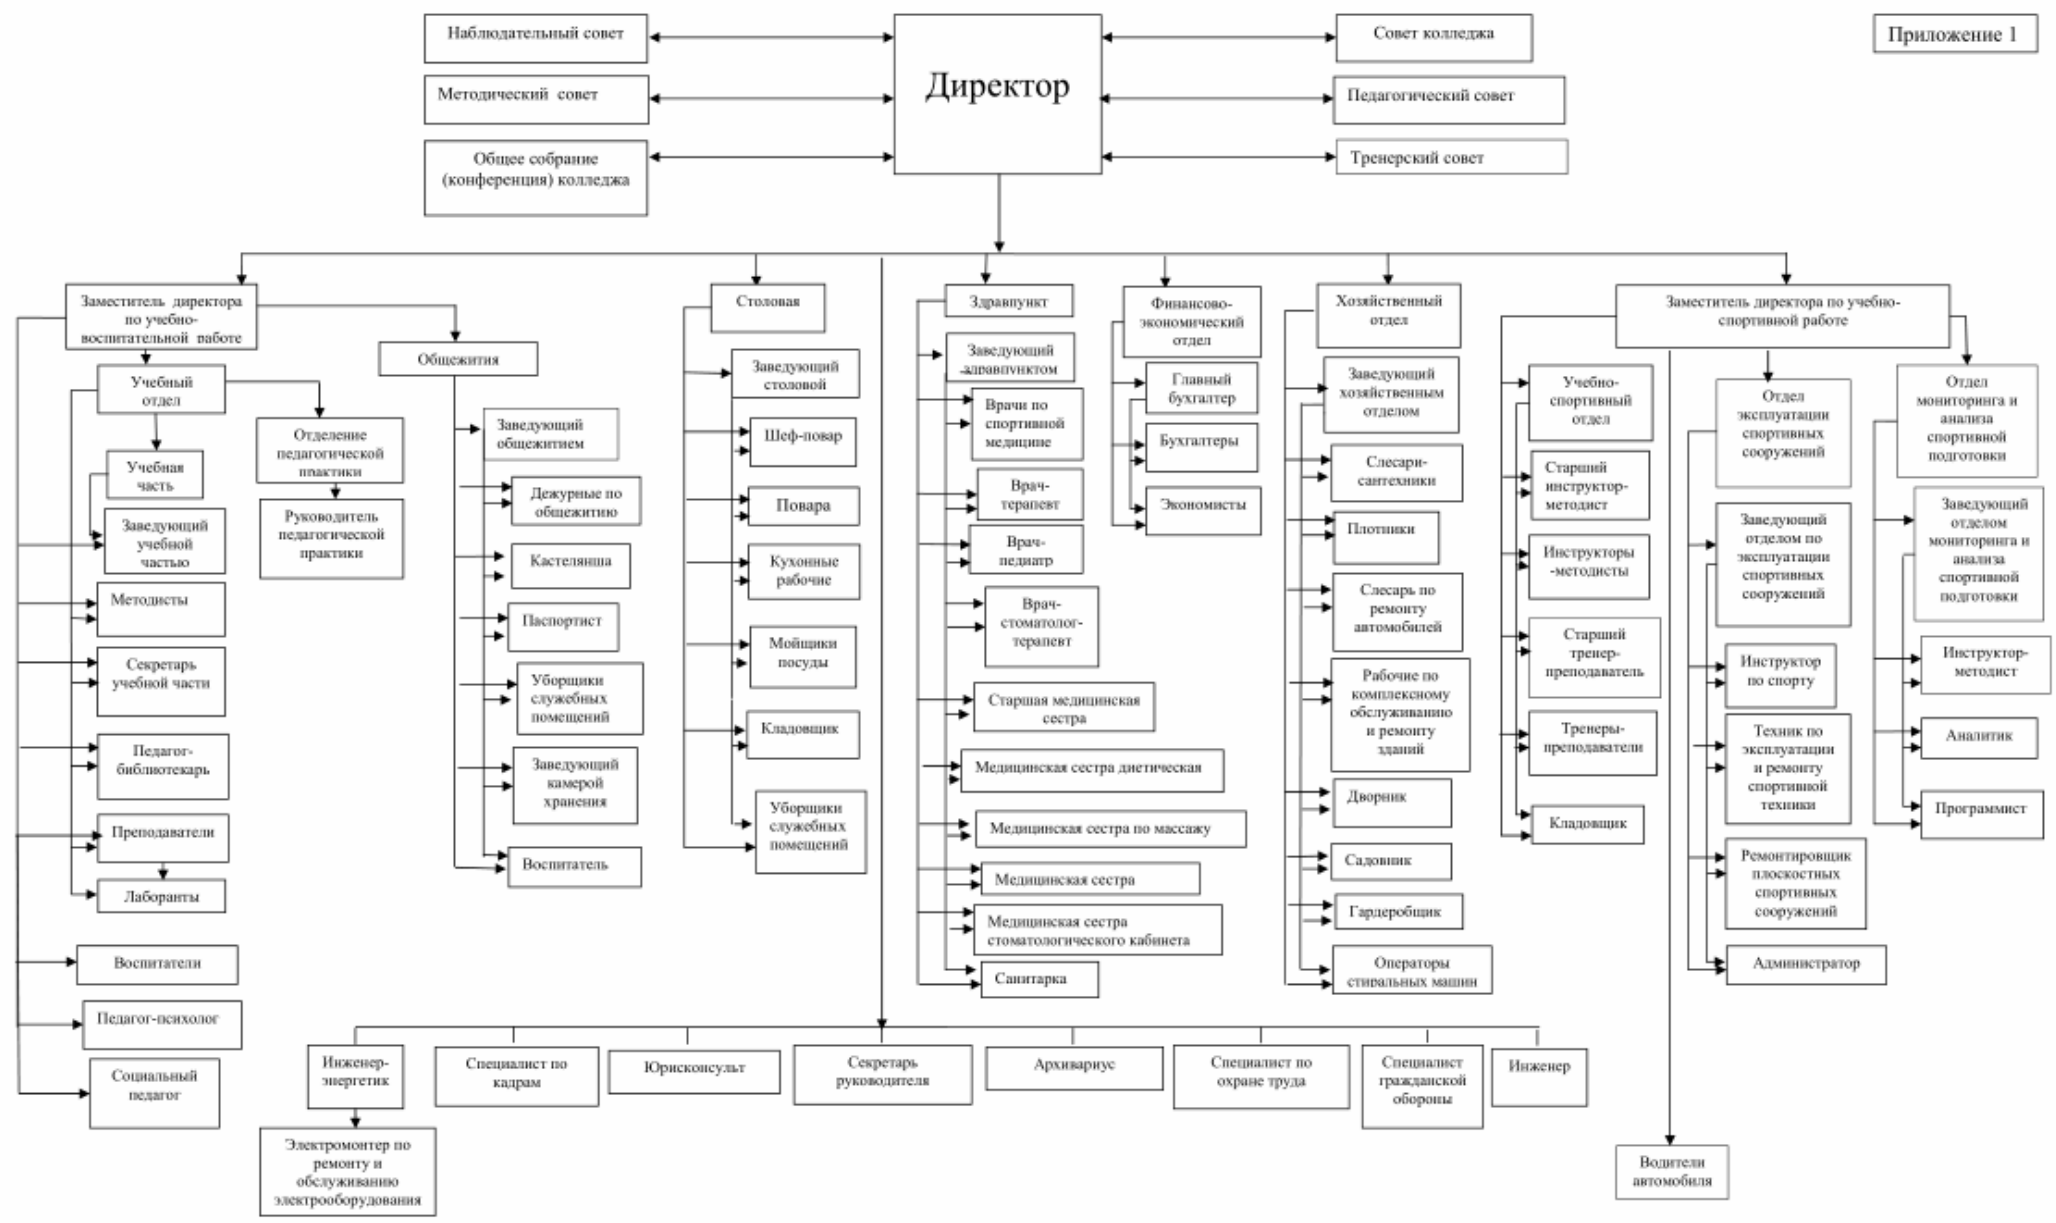 Наблюдательный совет
Методический совет
Общее собрание
(конференция) колледжа
Директор
Совет колледжа
Педагогический совет
Тренерский совет
Приложение 1
Заместитель директора
по учебно-
воспитательной работе
Учебный
отдел
Учебная
часть
Заведующий
учебной
частью
Методисты
Секретарь
учебной части
Педагог-
библиотекарь
Преподаватели
Лаборанты
Воспитатели
Педагог-психолог
Социальный
педагог
Отделение
педагогической
практики
Руководитель
педагогической
практики
Общежития
Заведующий
общежитием
Дежурные по
общежитию
Кастелянша
Паспортист
Уборщики
служебных
помещений
Заведующий
камерой
хранения
Воспитатель
Столовая
Заведующий
столовой
Шеф-повар
Повара
Кухонные
рабочие
Мойщики
посуды
Кладовщик
Уборщики
служебных
помещений
Здравпункт
Заведующий
здравпунктом
Врачи по
спортивной
медицине
Врач-
терапевт
Врач-
педиатр
Врач-
стоматолог-
терапевт
Старшая медицинская
сестра
Медицинская сестра диетическая
Медицинская сестра по массажу
Медицинская сестра
Медицинская сестра
стоматологического кабинета
Санитарка
Финансово-
экономический
отдел
Главный
бухгалтер
Бухгалтеры
Экономисты
Хозяйственный
отдел
Заведующий
хозяйственным
отделом
Слесари-
сантехники
Плотники
Слесарь по
ремонту
автомобилей
Рабочие по
комплексному
обслуживанию
и ремонту
зданий
Дворник
Садовник
Гардеробщик
Операторы
стиральных машин
Заместитель директора по учебно-
спортивной работе
Учебно-
спортивный
отдел
Старший
инструктор-
методист
Инструкторы
-методисты
Старший
тренер-
преподаватель
Тренеры-
преподаватели
Кладовщик
Отдел
эксплуатации
спортивных
сооружений
Заведующий
отделом по
эксплуатации
спортивных
сооружений
Инструктор
по спорту
Техник по
эксплуатации
и ремонту
спортивной
техники
Ремонтировщик
плоскостных
спортивных
сооружений
Администратор
Отдел
мониторинга и
анализа
спортивной
подготовки
Заведующий
отделом
мониторинга и
анализа
спортивной
подготовки
Инструктор-
методист
Аналитик
Программист
Инженер-
энергетик
Электромонтер по
ремонту и
обслуживанию
электрооборудования
Специалист по
кадрам
Юрисконсульт
Секретарь
руководителя
Архивариус
Специалист по
охране труда
Специалист
гражданской
обороны
Инженер
Водители
автомобиля